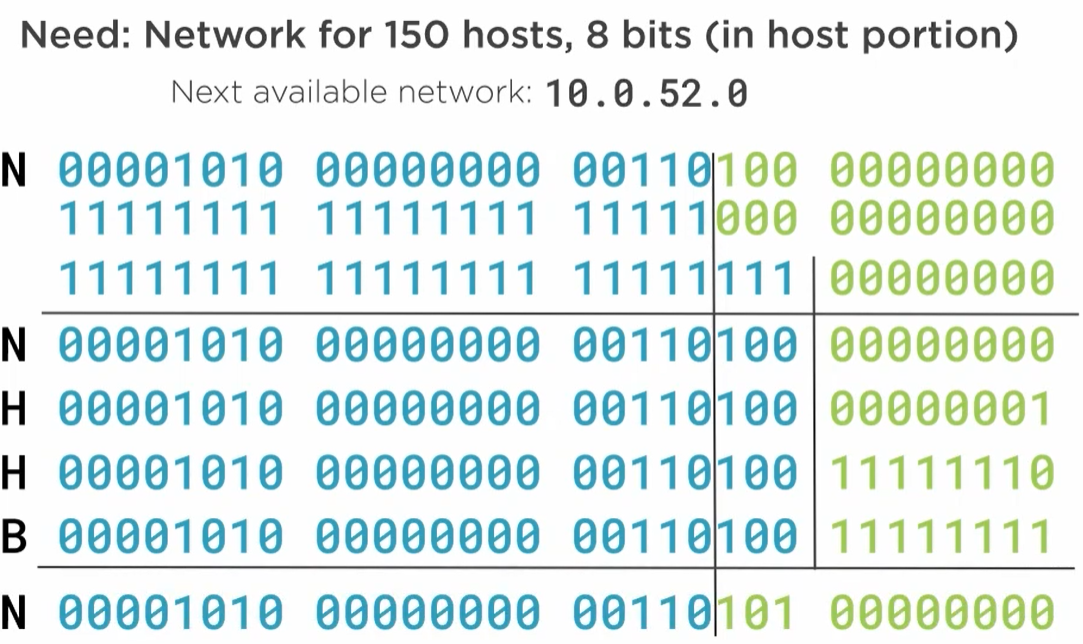 Need: Network for 150 hosts, 8 bits (in host portion)
Next available network: 10.0.52.0
N 00001010 00000000 00110100 00000000
11111111 11111111 11111000 00000000
11111111 11111111 11111111 00000000
N 00001010 00000000 00110100 00000000
H 00001010 00000000 00110100 00000001
H 00001010 00000000 00110100 11111110
B 00001010 00000000 00110100 11111111
N 00001010 00000000 00110101 00000000